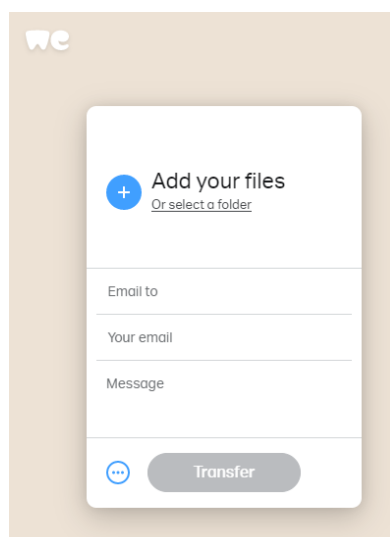 we
Add your files
Or select a folder
Email to
Your email
Message
Transfer